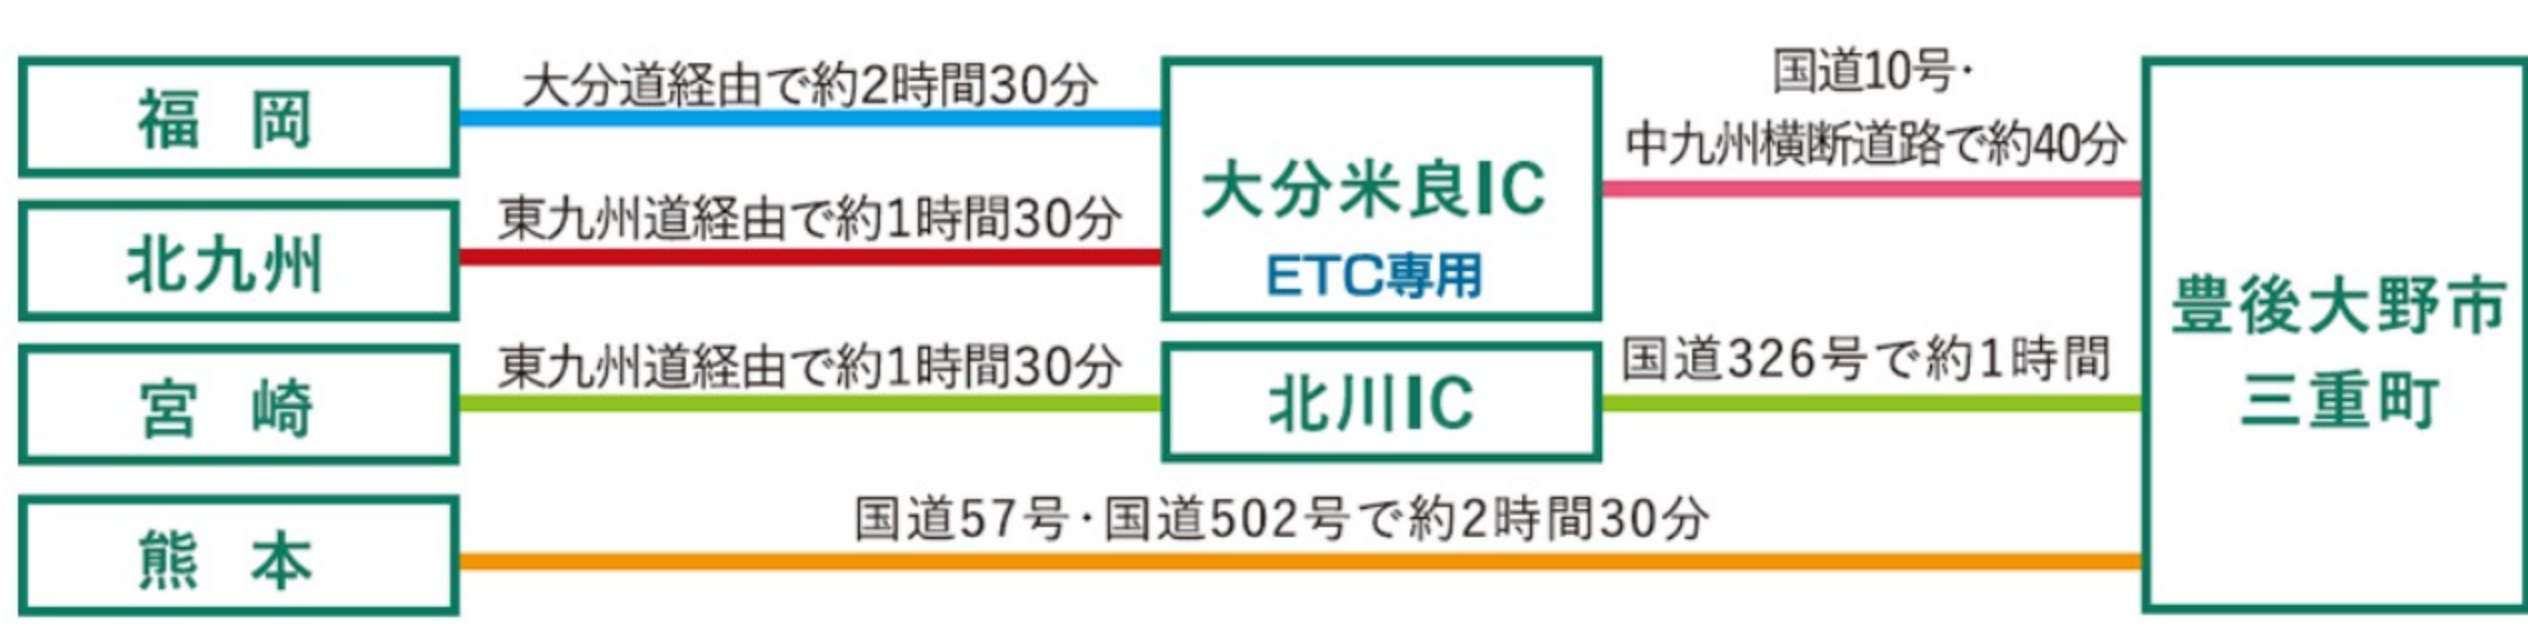 福岡
大分道経由で約2時間30分
北九州
東九州道経由で約1時間30分
大分米良IC
ETC専用
国道10号・
中九州横断道路で約40分
宮崎
東九州道経由で約1時間30分
北川IC
国道326号で約1時間
熊本
国道57号・国道502号で約2時間30分
豊後大野市
三重町